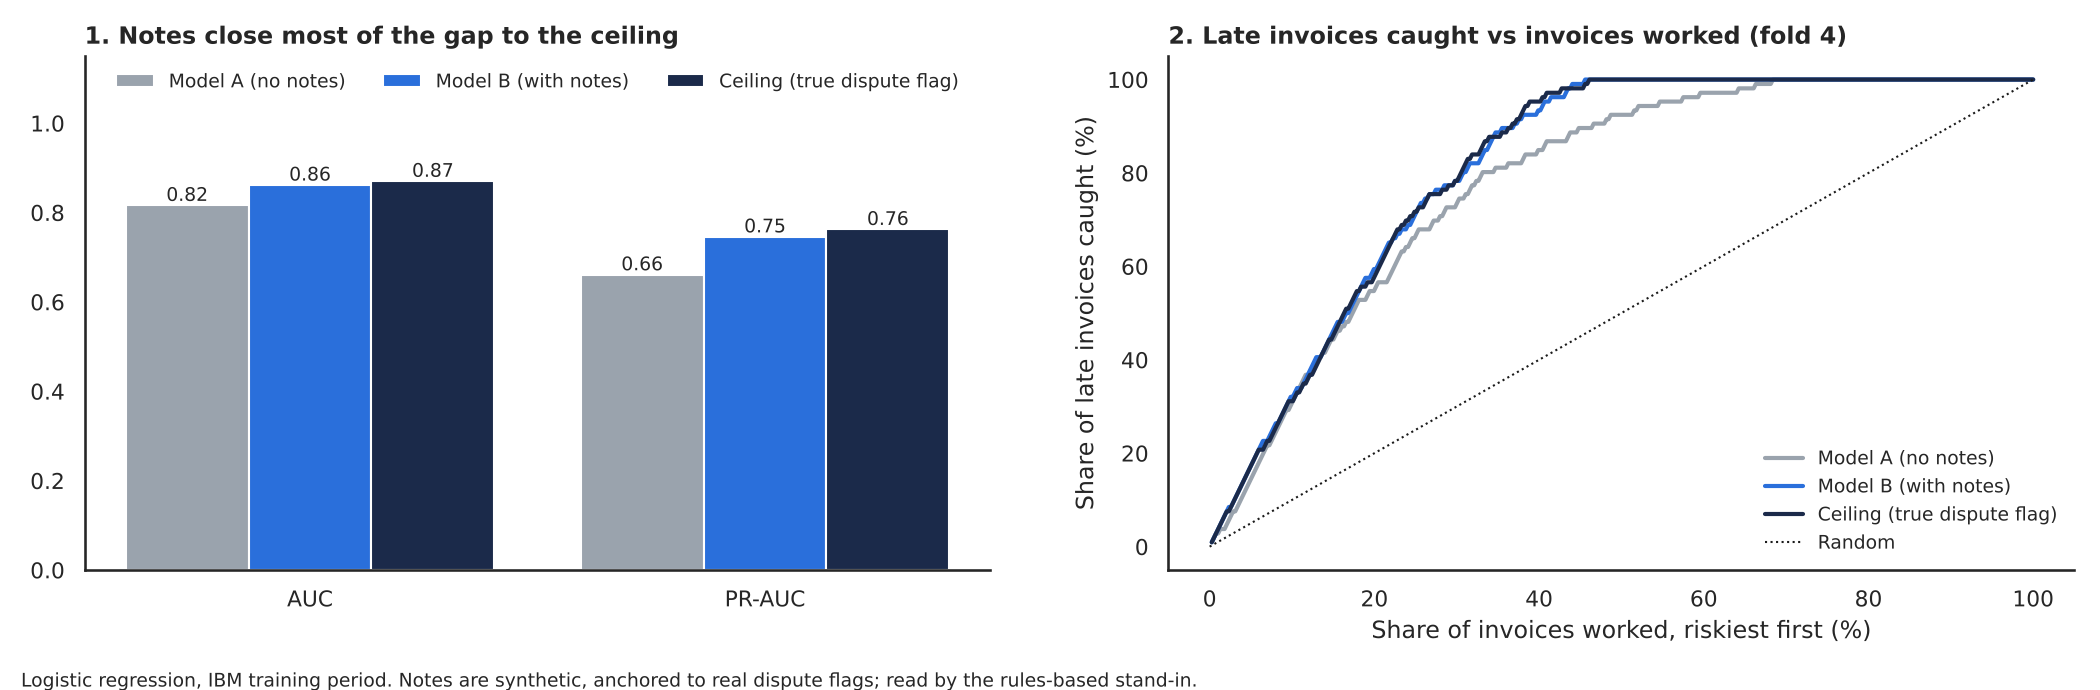 1. Notes close most of the gap to the ceiling
Model A (no notes)
Model B (with notes)
Ceiling (true dispute flag)
1.0
0.8
0.6
0.4
0.2
0.0
0.82
0.86
0.87
0.66
0.75
0.76
AUC
PR-AUC
2. Late invoices caught vs invoices worked (fold 4)
Share of late invoices caught (%)
100
80
60
40
20
0
Model A (no notes)
Model B (with notes)
Ceiling (true dispute flag)
Random
0
20
40
60
80
100
Share of invoices worked, riskiest first (%)
Logistic regression, IBM training period. Notes are synthetic, anchored to real dispute flags; read by the rules-based stand-in.